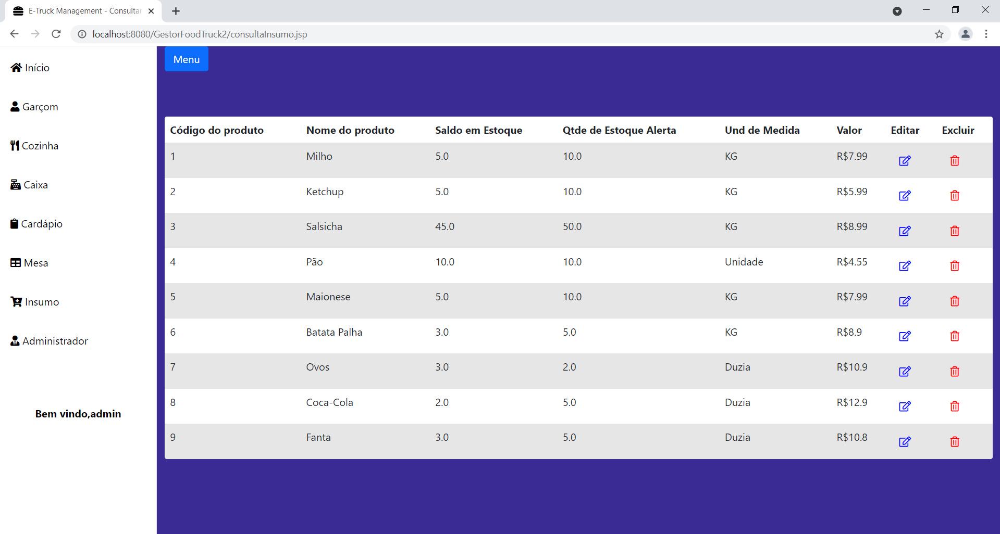 E-Truck Management - Consultar
localhost:8080/GestorFoodTruck2/consultaInsumo.jsp
Início
Garçom
Cozinha
Caixa
Cardápio
Mesa
Insumo
Administrador
Bem vindo,admin
Menu
Código do produto Nome do produto Saldo em Estoque Qtde de Estoque Alerta Und de Medida Valor Editar Excluir
1 Milho 5.0 10.0 KG R$7.99
2 Ketchup 5.0 10.0 KG R$5.99
3 Salsicha 45.0 50.0 KG R$8.99
4 Pão 10.0 10.0 Unidade R$4.55
5 Maionese 5.0 10.0 KG R$7.99
6 Batata Palha 3.0 5.0 KG R$8.9
7 Ovos 3.0 2.0 Duzia R$10.9
8 Coca-Cola 2.0 5.0 Duzia R$12.9
9 Fanta 3.0 5.0 Duzia R$10.8